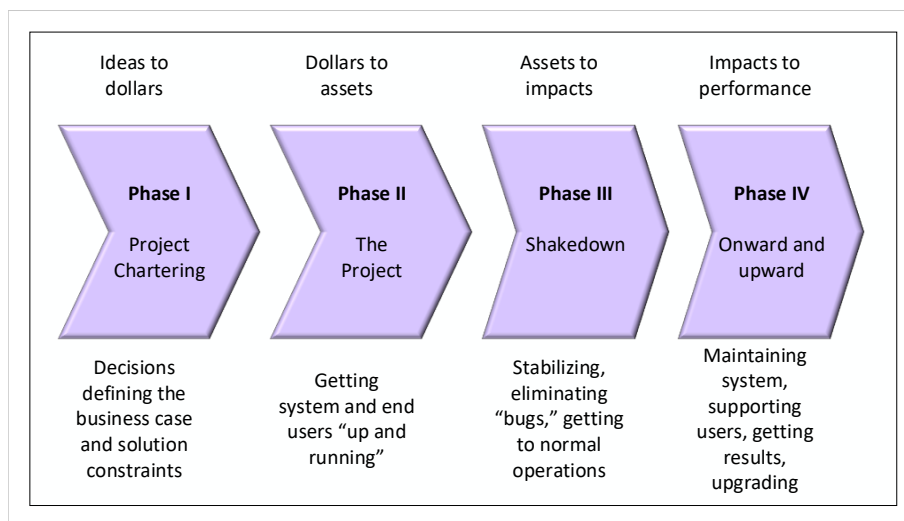 Ideas to
dollars
Dollars to
assets
Assets to
impacts
Impacts to
performance
Phase I
Project
Chartering
Phase II
The
Project
Phase III
Shakedown
Phase IV
Onward and
upward
Decisions
defining the
business case
and solution
constraints
Getting
system and end
users “up and
running”
Stabilizing,
eliminating
“bugs,” getting
to normal
operations
Maintaining
system,
supporting
users, getting
results,
upgrading